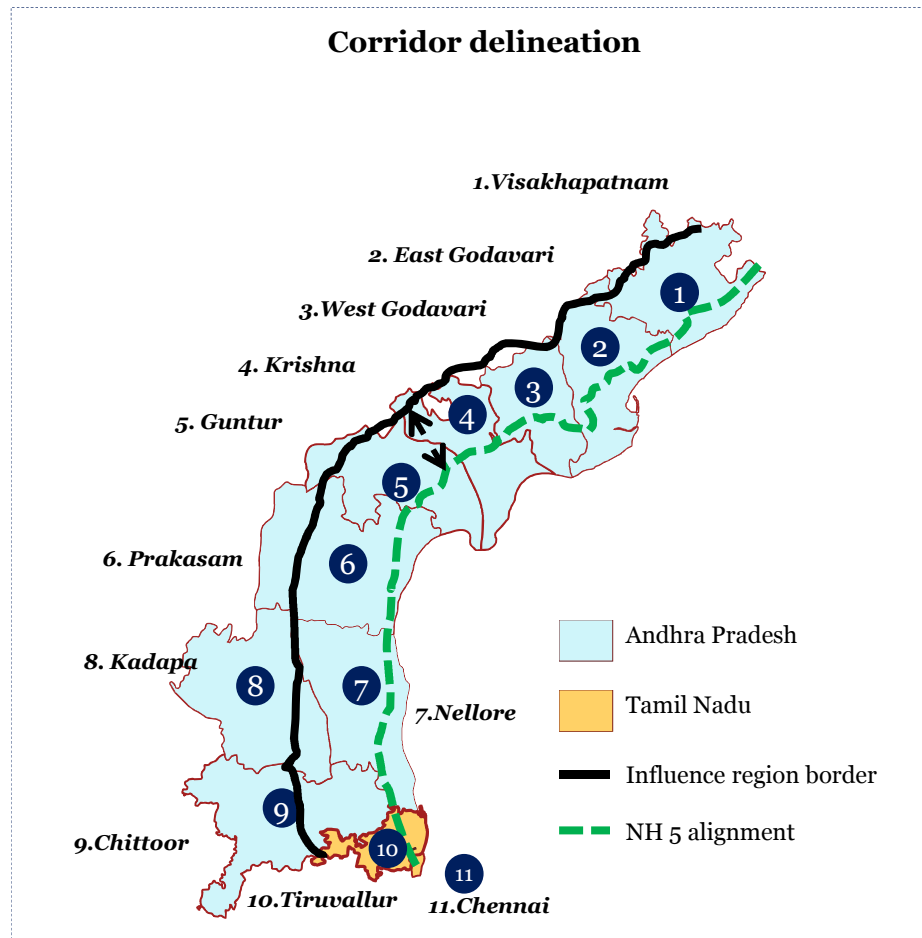 Corridor delineation
1.Visakhapatnam
2. East Godavari
1
3.West Godavari
2
4. Krishna
3
5. Guntur
4
5
6. Prakasam
6
Andhra Pradesh
8. Kadapa
8
7
7.Nellore
Tamil Nadu
Influence region border
9
9.Chittoor
10
NH 5 alignment
11
10.Tiruvallur
11.Chennai